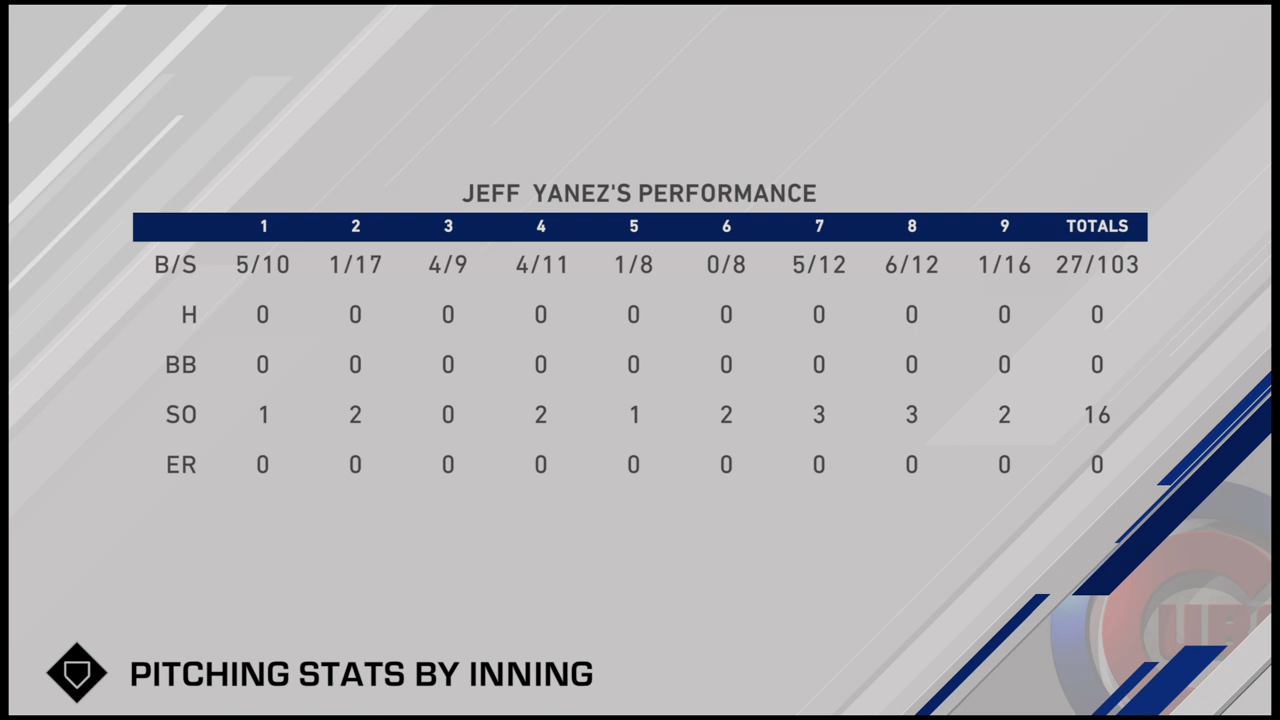 JEFF YANEZ'S PERFORMANCE
1 2 3 4 5 6 7 8 9 TOTALS
B/S 5/10 1/17 4/9 4/11 1/8 0/8 5/12 6/12 1/16 27/103
H 0 0 0 0 0 0 0 0 0 0
BB 0 0 0 0 0 0 0 0 0 0
SO 1 2 0 2 1 2 3 3 2 16
ER 0 0 0 0 0 0 0 0 0 0
UBS
PITCHING STATS BY INNING